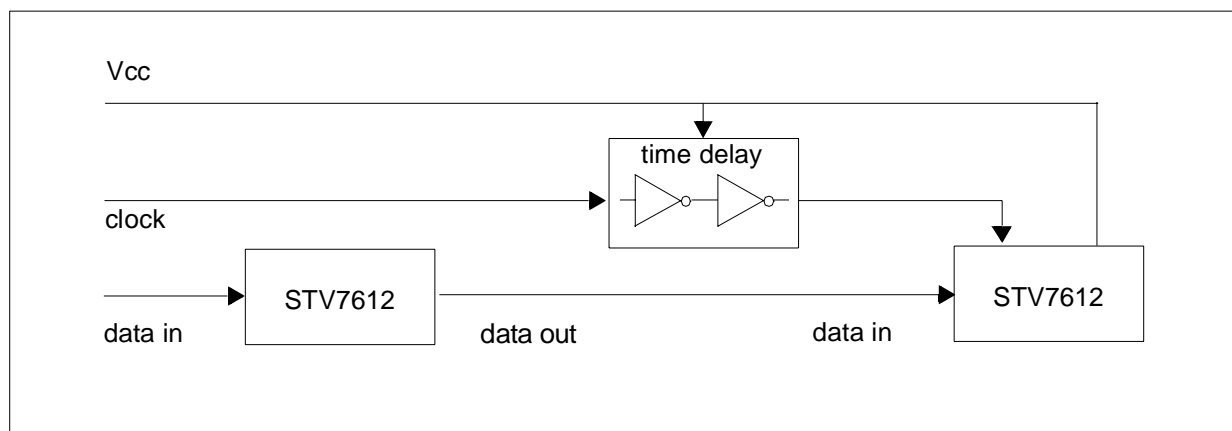 Vcc
time delay
clock
STV7612
STV7612
data in
data out
data in